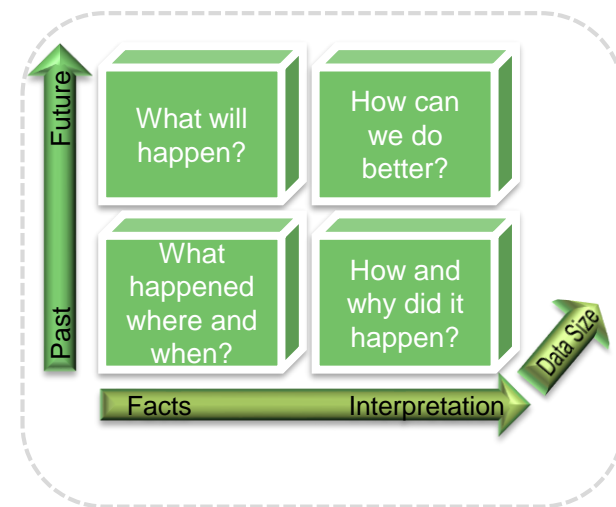 Future
What will
happen?
How can
we do
better?
What
happened
where and
when?
How and
why did it
happen?
Past
Data Size
Facts
Interpretation